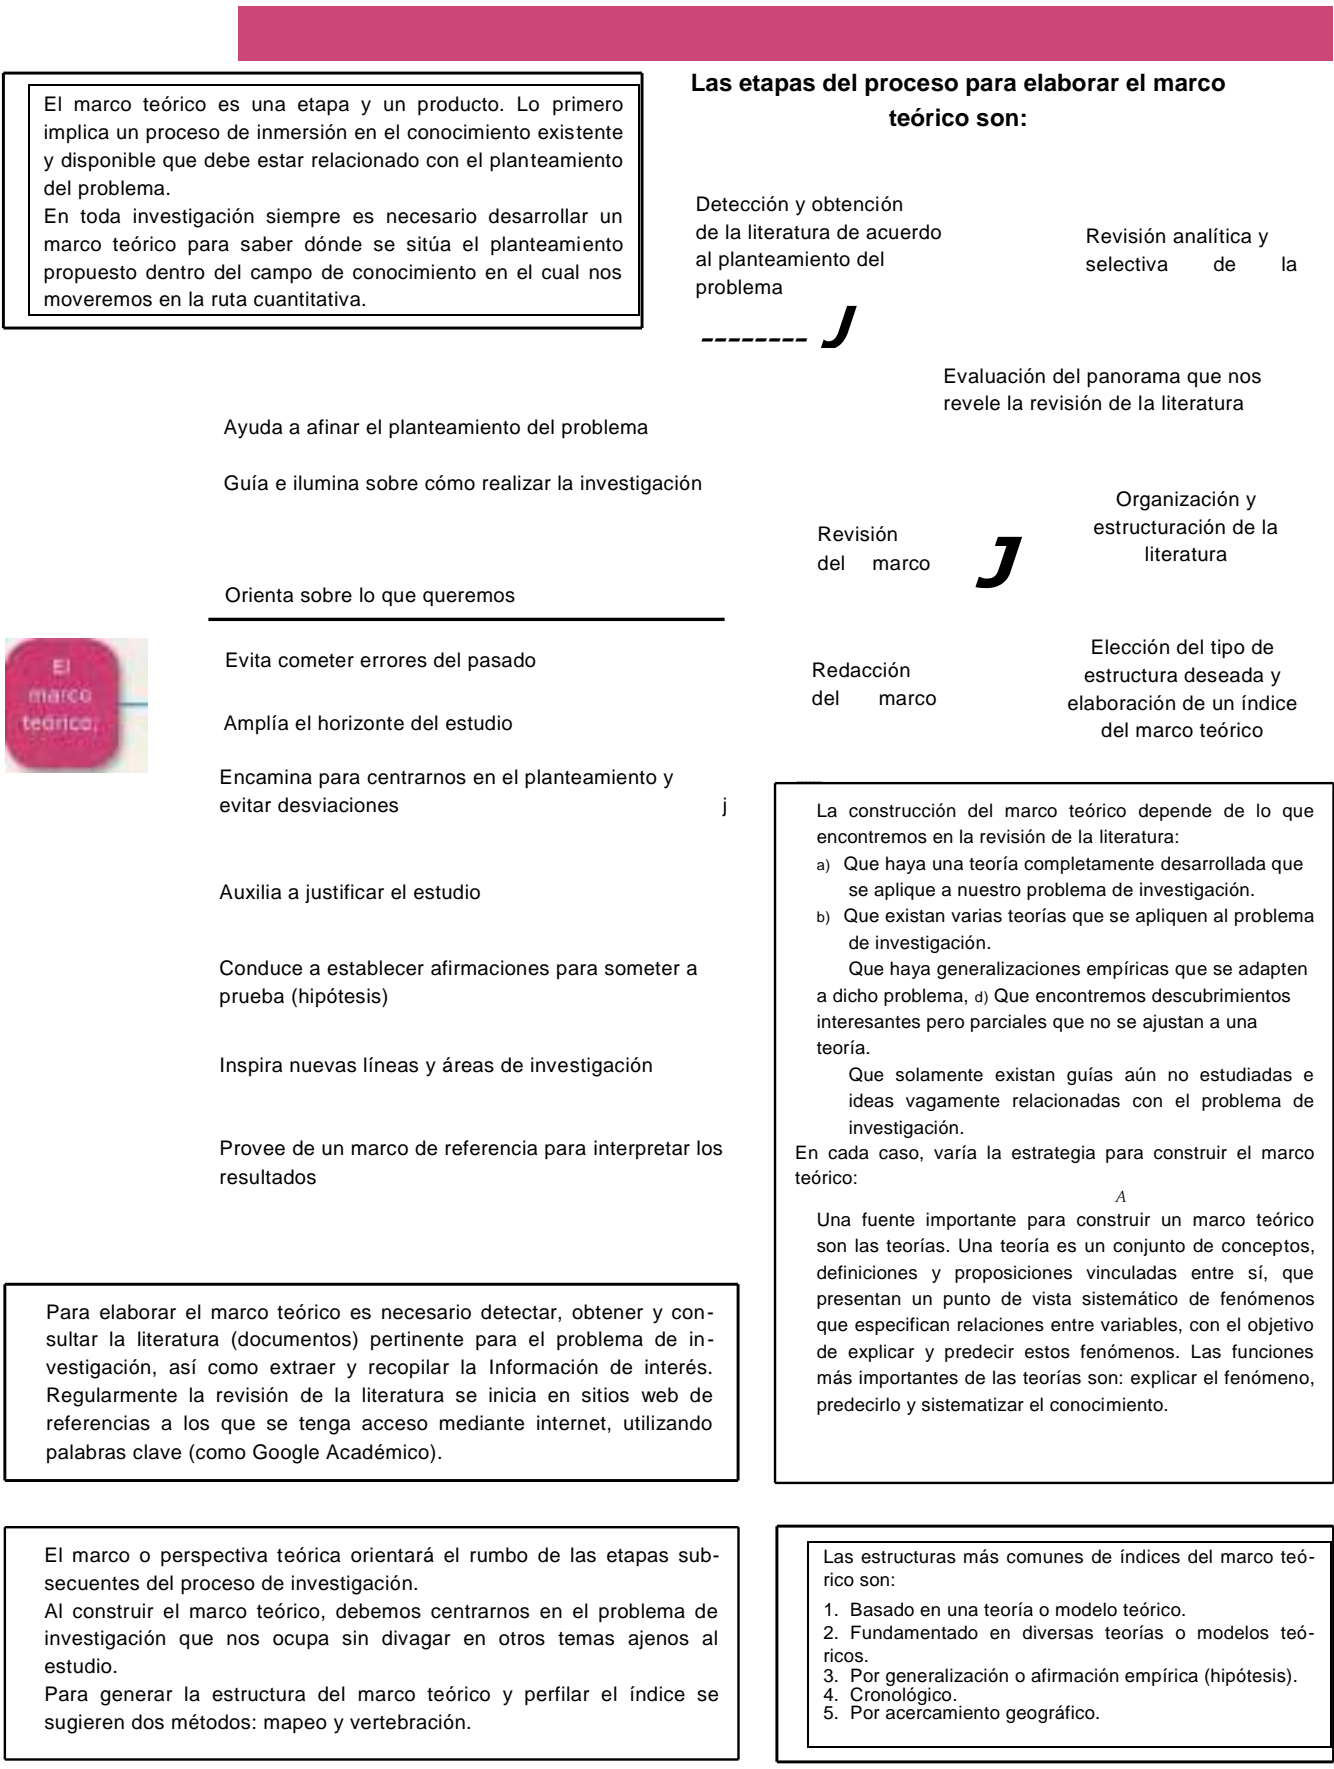 El marco teórico es una etapa y un producto. Lo primero
implica un proceso de inmersión en el conocimiento existente
y disponible que debe estar relacionado con el planteamiento
del problema.
En toda investigación siempre es necesario desarrollar un
marco teórico para saber dónde se sitúa el planteamiento
propuesto dentro del campo de conocimiento en el cual nos
moveremos en la ruta cuantitativa.
Las etapas del proceso para elaborar el marco
teórico son:
Detección y obtención
de la literatura de acuerdo
al planteamiento del
problema
-------- J
Revisión analítica y
selectiva de la
Evaluación del panorama que nos
revele la revisión de la literatura
Organización y
estructuración de la
literatura
Revisión
del marco
J
Elección del tipo de
estructura deseada y
elaboración de un índice
del marco teórico
Redacción
del marco
El
marco
teórico.
Ayuda a afinar el planteamiento del problema
Guía e ilumina sobre cómo realizar la investigación
Orienta sobre lo que queremos
Evita cometer errores del pasado
Amplía el horizonte del estudio
Encamina para centrarnos en el planteamiento y
evitar desviaciones j
Auxilia a justificar el estudio
Conduce a establecer afirmaciones para someter a
prueba (hipótesis)
Inspira nuevas líneas y áreas de investigación
Provee de un marco de referencia para interpretar los
resultados
La construcción del marco teórico depende de lo que
encontremos en la revisión de la literatura:
a) Que haya una teoría completamente desarrollada que
se aplique a nuestro problema de investigación.
b) Que existan varias teorías que se apliquen al problema
de investigación.
Que haya generalizaciones empíricas que se adapten
a dicho problema, d) Que encontremos descubrimientos
interesantes pero parciales que no se ajustan a una
teoría.
Que solamente existan guías aún no estudiadas e
ideas vagamente relacionadas con el problema de
investigación.
En cada caso, varía la estrategia para construir el marco
teórico:
A
Una fuente importante para construir un marco teórico
son las teorías. Una teoría es un conjunto de conceptos,
definiciones y proposiciones vinculadas entre sí, que
presentan un punto de vista sistemático de fenómenos
que especifican relaciones entre variables, con el objetivo
de explicar y predecir estos fenómenos. Las funciones
más importantes de las teorías son: explicar el fenómeno,
predecirlo y sistematizar el conocimiento.
Para elaborar el marco teórico es necesario detectar, obtener y con-
sultar la literatura (documentos) pertinente para el problema de in-
vestigación, así como extraer y recopilar la Información de interés.
Regularmente la revisión de la literatura se inicia en sitios web de
referencias a los que se tenga acceso mediante internet, utilizando
palabras clave (como Google Académico).
El marco o perspectiva teórica orientará el rumbo de las etapas sub-
secuentes del proceso de investigación.
Al construir el marco teórico, debemos centrarnos en el problema de
investigación que nos ocupa sin divagar en otros temas ajenos al
estudio.
Para generar la estructura del marco teórico y perfilar el índice se
sugieren dos métodos: mapeo y vertebración.
Las estructuras más comunes de índices del marco teó-
rico son:
1. Basado en una teoría o modelo teórico.
2. Fundamentado en diversas teorías o modelos teó-
ricos.
3. Por generalización o afirmación empírica (hipótesis).
4. Cronológico.
5. Por acercamiento geográfico.